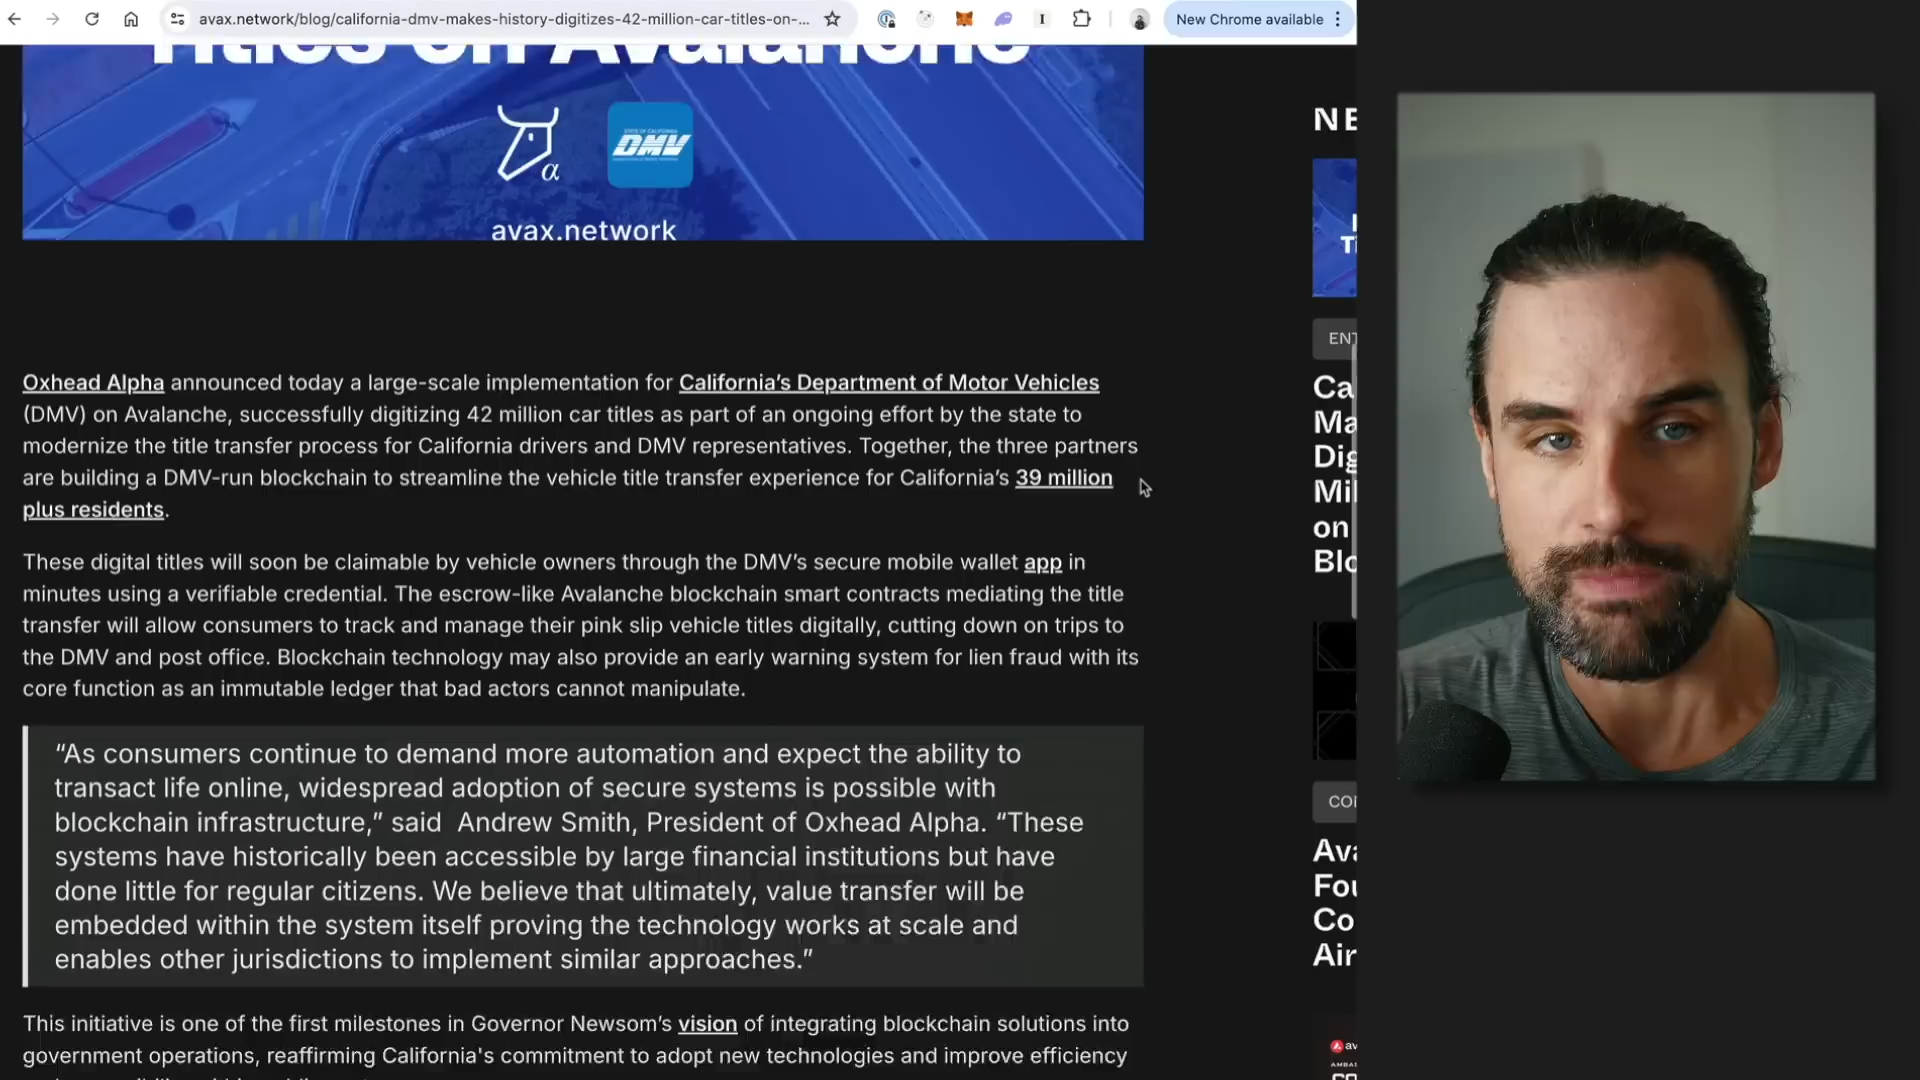 avax.network/blog/california-dmv-makes-history-digitizes-42-million-car-titles-on-...
New Chrome available
Titles on Avalanche
α
STATE OF CALIFORNIA
DMV
avax.network
Oxhead Alpha announced today a large-scale implementation for California’s Department of Motor Vehicles
(DMV) on Avalanche, successfully digitizing 42 million car titles as part of an ongoing effort by the state to
modernize the title transfer process for California drivers and DMV representatives. Together, the three partners
are building a DMV-run blockchain to streamline the vehicle title transfer experience for California’s 39 million
plus residents.
These digital titles will soon be claimable by vehicle owners through the DMV’s secure mobile wallet app in
minutes using a verifiable credential. The escrow-like Avalanche blockchain smart contracts mediating the title
transfer will allow consumers to track and manage their pink slip vehicle titles digitally, cutting down on trips to
the DMV and post office. Blockchain technology may also provide an early warning system for lien fraud with its
core function as an immutable ledger that bad actors cannot manipulate.
“As consumers continue to demand more automation and expect the ability to
transact life online, widespread adoption of secure systems is possible with
blockchain infrastructure,” said  Andrew Smith, President of Oxhead Alpha. “These
systems have historically been accessible by large financial institutions but have
done little for regular citizens. We believe that ultimately, value transfer will be
embedded within the system itself proving the technology works at scale and
enables other jurisdictions to implement similar approaches.”
This initiative is one of the first milestones in Governor Newsom’s vision of integrating blockchain solutions into
government operations, reaffirming California's commitment to adopt new technologies and improve efficiency
NE
Ti
ENT
Ca
Ma
Dig
Mil
on
Blo
COI
Ava
Fou
Co
Air
av